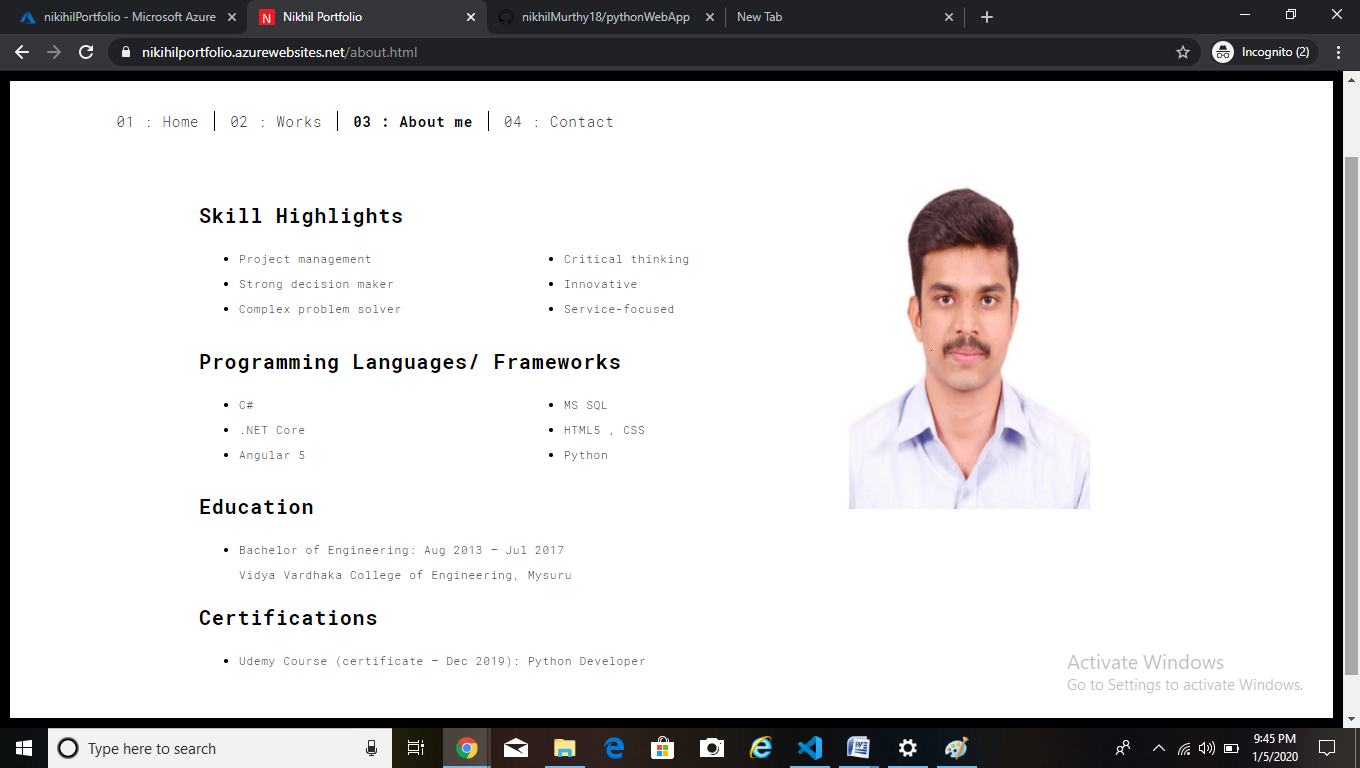 nikihilPortfolio - Microsoft Azure
Nikhil Portfolio
nikhilMurthy18/pythonWebApp
New Tab
nikihilportfolio.azurewebsites.net/about.html
Incognito (2)
01 : Home
02 : Works
03 : About me
04 : Contact
Skill Highlights
Project management
Strong decision maker
Complex problem solver
Critical thinking
Innovative
Service-focused
Programming Languages/ Frameworks
C#
.NET Core
Angular 5
MS SQL
HTML5 , CSS
Python
Education
Bachelor of Engineering: Aug 2013 – Jul 2017
Vidya Vardhaka College of Engineering, Mysuru
Certifications
Udemy Course (certificate – Dec 2019): Python Developer
Activate Windows
Go to Settings to activate Windows.
Type here to search
9:45 PM
1/5/2020